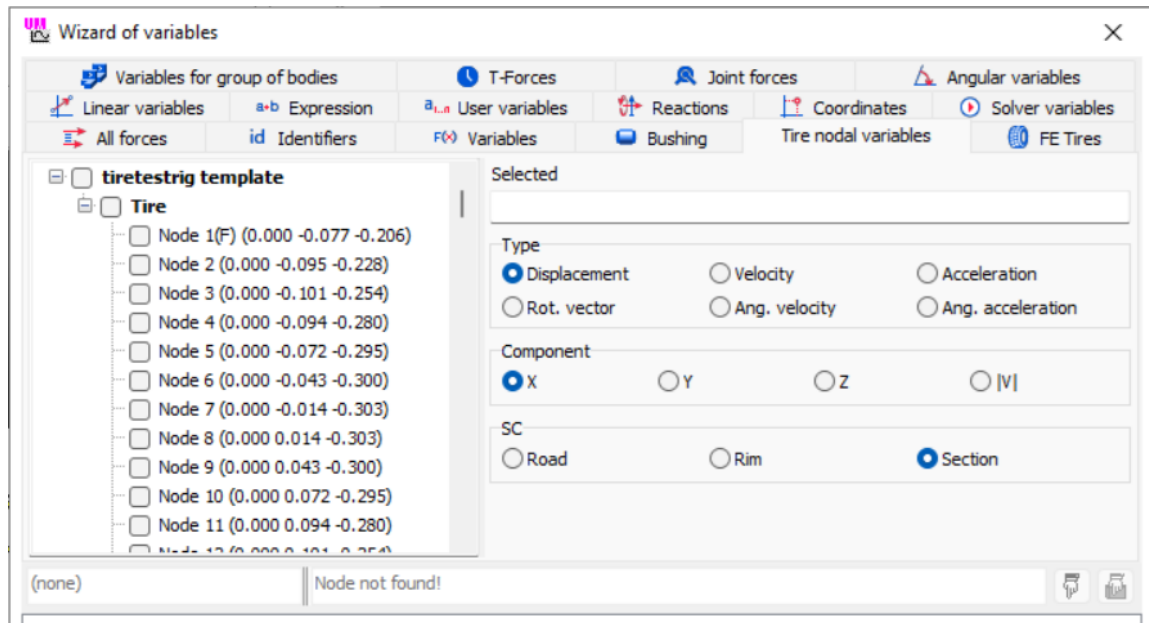 UM Wizard of variables
Variables for group of bodies T-Forces Joint forces Angular variables
Linear variables a+b Expression a1..n User variables Reactions Coordinates Solver variables
All forces id Identifiers F(x) Variables Bushing Tire nodal variables FE Tires
tiretestrig template
Tire
Node 1(F) (0.000 -0.077 -0.206)
Node 2 (0.000 -0.095 -0.228)
Node 3 (0.000 -0.101 -0.254)
Node 4 (0.000 -0.094 -0.280)
Node 5 (0.000 -0.072 -0.295)
Node 6 (0.000 -0.043 -0.300)
Node 7 (0.000 -0.014 -0.303)
Node 8 (0.000 0.014 -0.303)
Node 9 (0.000 0.043 -0.300)
Node 10 (0.000 0.072 -0.295)
Node 11 (0.000 0.094 -0.280)
Selected
Type
Displacement Velocity Acceleration
Rot. vector Ang. velocity Ang. acceleration
Component
X Y Z |V|
SC
Road Rim Section
(none) Node not found!